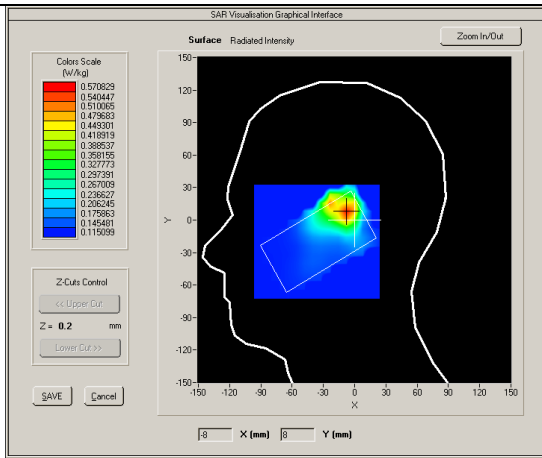 SAR Visualisation Graphical Interface
Surface Radiated Intensity
Zoom In/Out
Colors Scale
(W/kg)
0.570829
0.540447
0.510065
0.479683
0.449301
0.418919
0.388537
0.358155
0.327773
0.297391
0.267009
0.236627
0.206245
0.175863
0.145481
0.115099
Z-Cuts Control
<< Upper Cut
Z = 0.2 mm
Lower Cut >>
SAVE Cancel
150-
120-
90-
60-
30-
0-
-30-
-60-
-90-
-120-
-150-
Y
-150 -120 -90 -60 -30 0 30 60 90 120 150
X
-8 X (mm) 8 Y (mm)